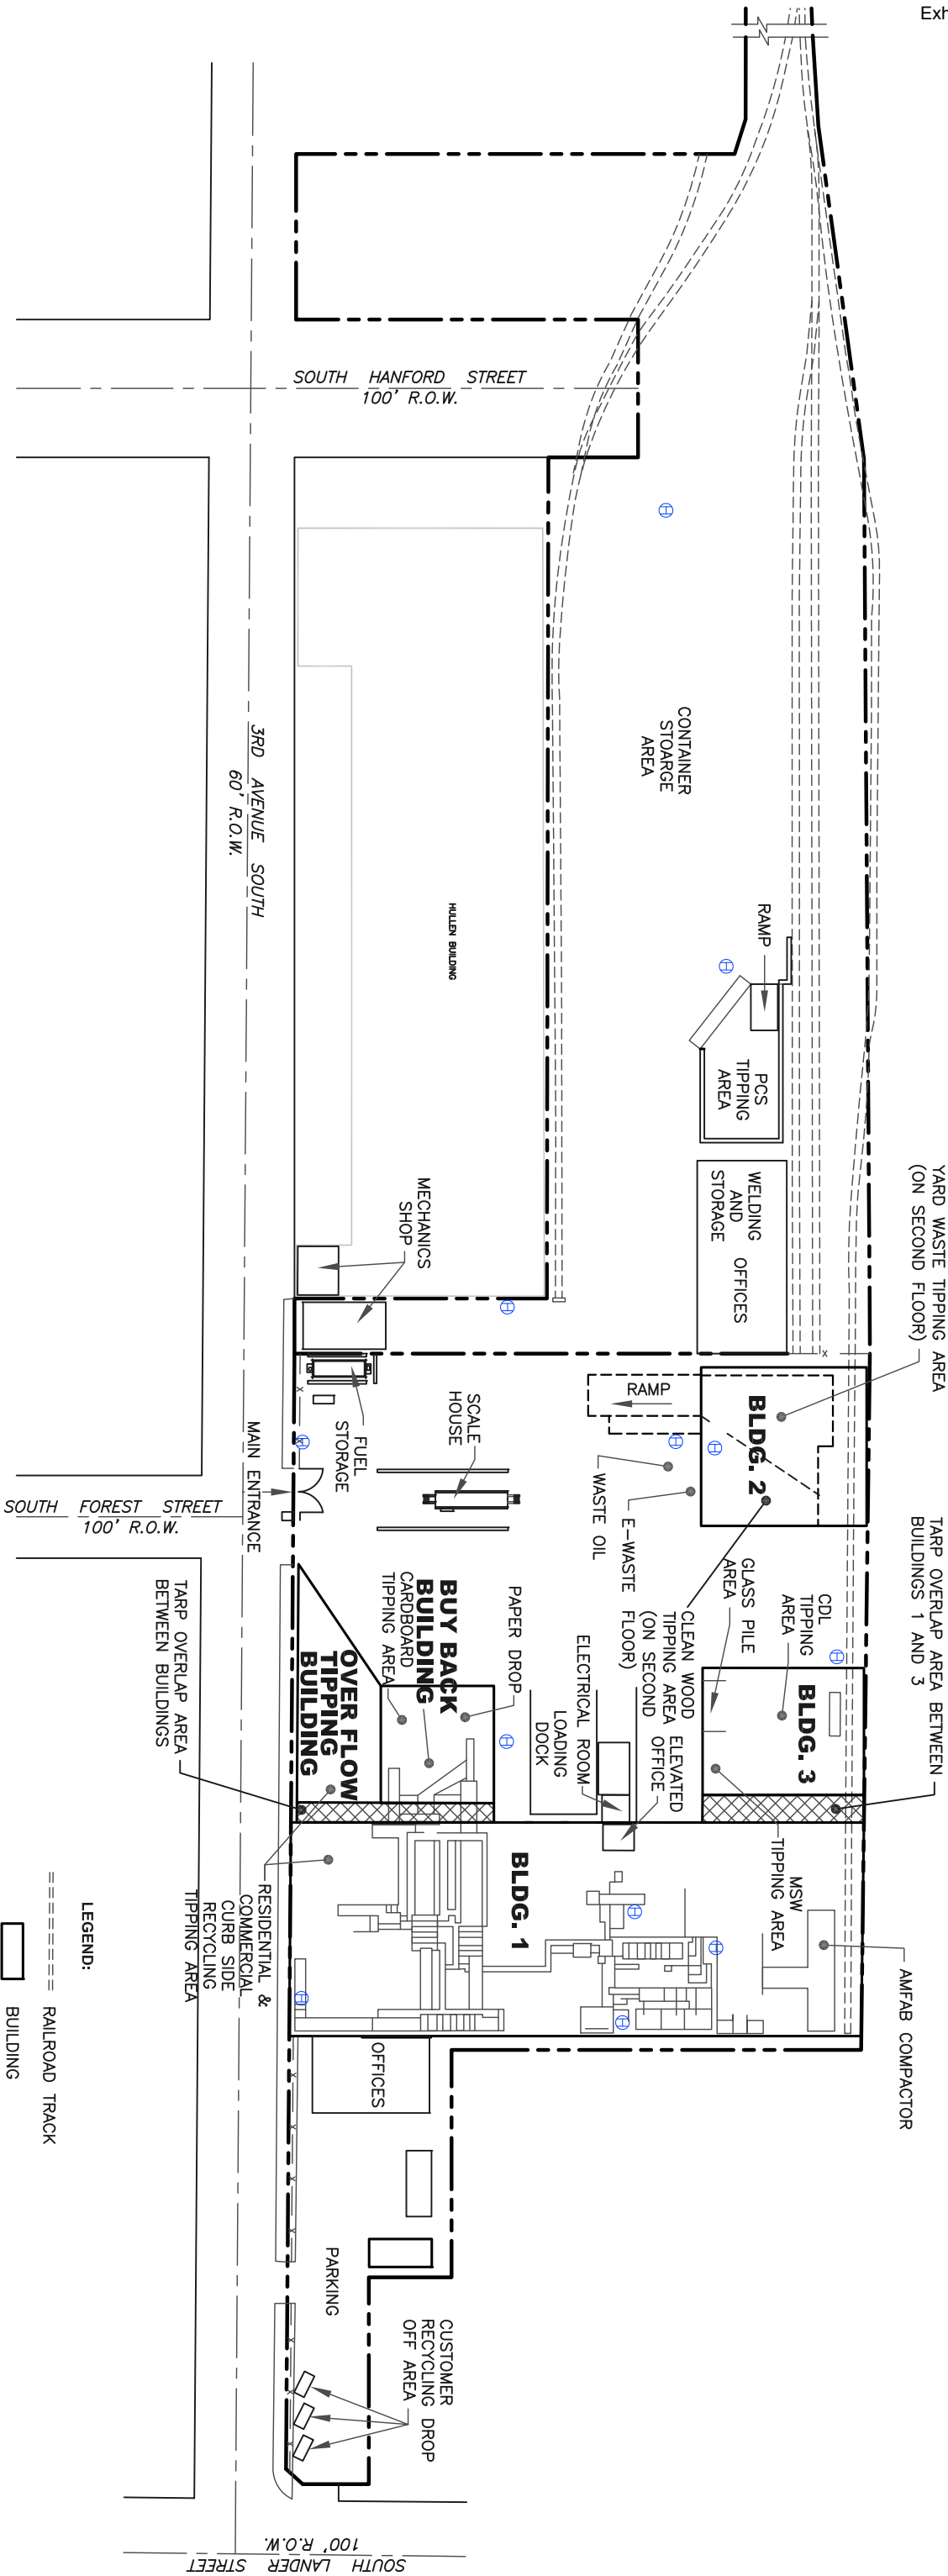 Exh
SOUTH HANFORD STREET
100' R.O.W.
3RD AVENUE SOUTH
60' R.O.W.
CONTAINER
STOARGE
AREA
HULLEN BUILDING
RAMP
PCS
TIPPING
AREA
WELDING
AND
STORAGE
OFFICES
MECHANICS
SHOP
YARD WASTE TIPPING AREA
(ON SECOND FLOOR)
RAMP
BLDG. 2
SCALE
HOUSE
FUEL
STORAGE
MAIN ENTRANCE
SOUTH FOREST STREET
100' R.O.W.
WASTE OIL
E-WASTE
TARP OVERLAP AREA BETWEEN
BUILDINGS 1 AND 3
CDL
TIPPING
AREA
GLASS PILE
AREA
CLEAN WOOD
TIPPING AREA
(ON SECOND
FLOOR)
BLDG. 3
PAPER DROP
BUY BACK
BUILDING
CARDBOARD
TIPPING AREA
OVER FLOW
TIPPING
BUILDING
TARP OVERLAP AREA
BETWEEN BUILDINGS
ELECTRICAL ROOM
LOADING
DOCK
ELEVATED
OFFICE
MSW
TIPPING AREA
BLDG. 1
AMFAB COMPACTOR
RESIDENTIAL &
COMMERCIAL
CURB SIDE
RECYCLING
TIPPING AREA
OFFICES
PARKING
CUSTOMER
RECYCLING DROP
OFF AREA
LEGEND:
RAILROAD TRACK
BUILDING
SOUTH LANDER STREET
100' R.O.W.
H
H
H
H
H
H
H
H
H
H
H
H
x
x
x
x
x
x
x
x
x